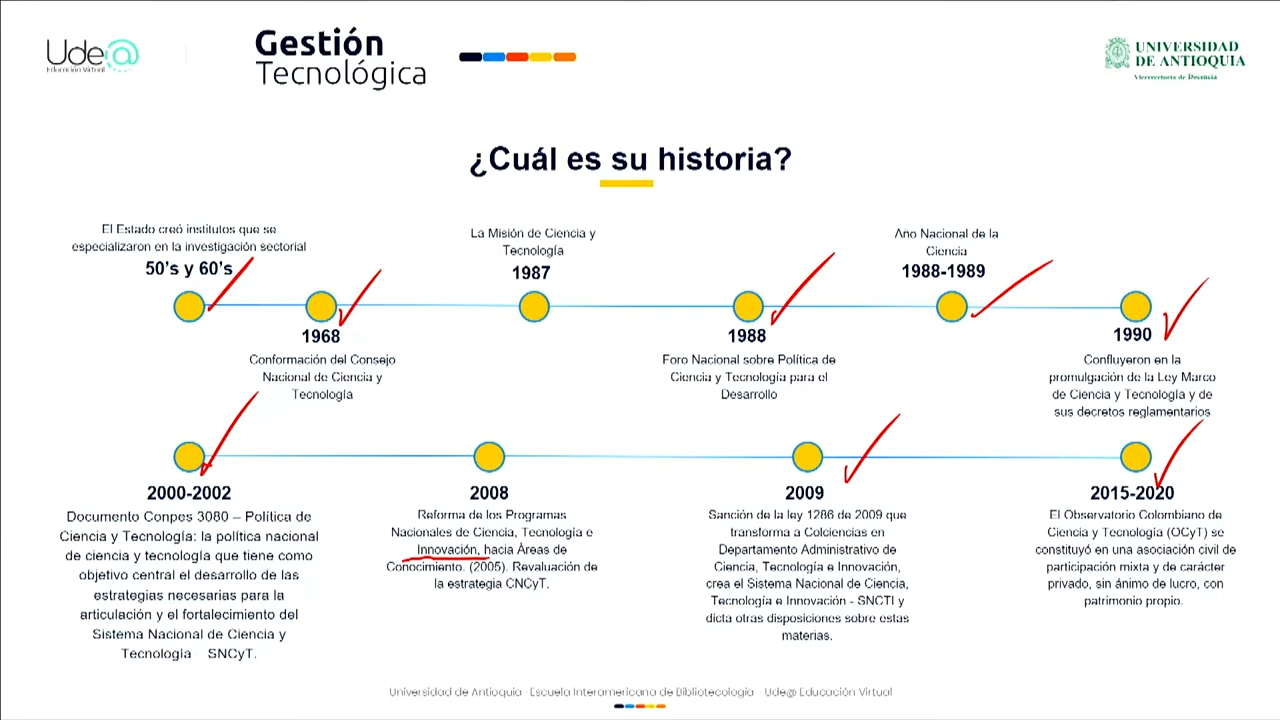 Ude@
Educación Virtual
Gestión
Tecnológica
UNIVERSIDAD
DE ANTIOQUIA
Vicerrectoría de Docencia
¿Cuál es su historia?
El Estado creó institutos que se
especializaron en la investigación sectorial
50's y 60's
1968
Conformación del Consejo
Nacional de Ciencia y
Tecnología
La Misión de Ciencia y
Tecnología
1987
1988
Foro Nacional sobre Política de
Ciencia y Tecnología para el
Desarrollo
Año Nacional de la
Ciencia
1988-1989
1990
Confluyeron en la
promulgación de la Ley Marco
de Ciencia y Tecnología y de
sus decretos reglamentarios
2000-2002
Documento Conpes 3080 – Política de
Ciencia y Tecnología: la política nacional
de ciencia y tecnología que tiene como
objetivo central el desarrollo de las
estrategias necesarias para la
articulación y el fortalecimiento del
Sistema Nacional de Ciencia y
Tecnología SNCyT.
2008
Reforma de los Programas
Nacionales de Ciencia, Tecnología e
Innovación, hacia Áreas de
Conocimiento. (2005). Revaluación de
la estrategia CNCyT.
2009
Sanción de la ley 1286 de 2009 que
transforma a Colciencias en
Departamento Administrativo de
Ciencia, Tecnología e Innovación,
crea el Sistema Nacional de Ciencia,
Tecnología e Innovación - SNCTI y
dicta otras disposiciones sobre estas
materias.
2015-2020
El Observatorio Colombiano de
Ciencia y Tecnología (OCyT) se
constituyó en una asociación civil de
participación mixta y de carácter
privado, sin ánimo de lucro, con
patrimonio propio.
Universidad de Antioquia · Escuela Interamericana de Bibliotecología · Ude@ Educación Virtual